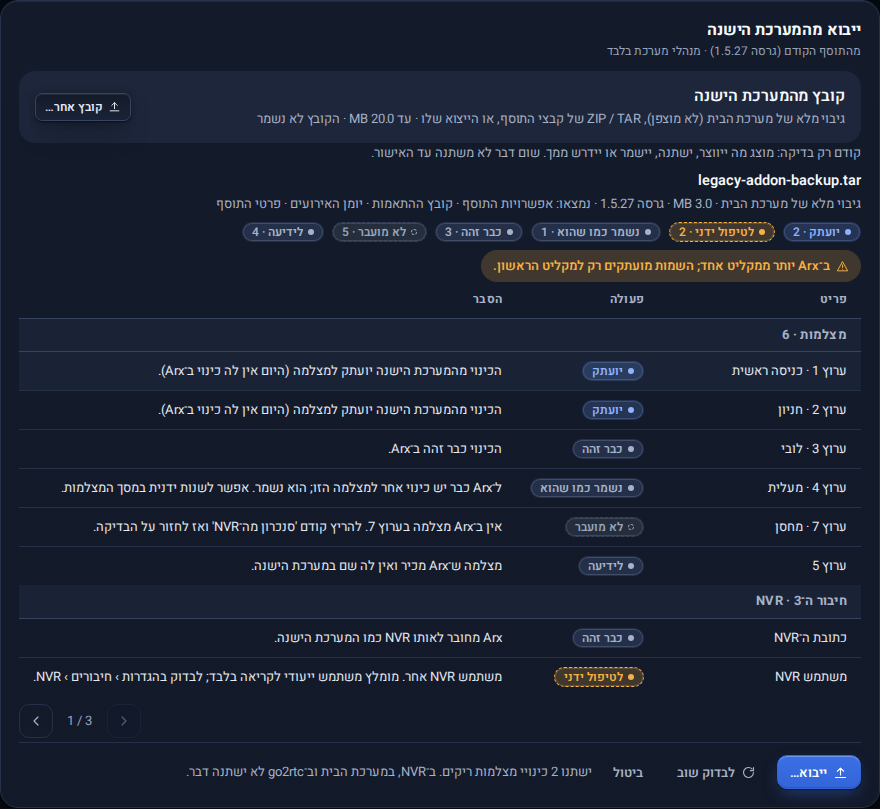 ייבוא מהמערכת הישנה
מהתוסף הקודם (גרסה 1.5.27) · מנהלי מערכת בלבד
קובץ מהמערכת הישנה
גיבוי מלא של מערכת הבית (לא מוצפן), ZIP / TAR של קבצי התוסף, או הייצוא שלו · עד 20.0 MB · הקובץ לא נשמר
קובץ אחר...
קודם רק בדיקה: מוצג מה ייווצר, ישתנה, יישמר או יידרש ממך. שום דבר לא משתנה עד האישור.
legacy-addon-backup.tar
גיבוי מלא של מערכת הבית · 3.0 MB · גרסה 1.5.27 · נמצאו: אפשרויות התוסף · קובץ ההתאמות · יומן האירועים · פרטי התוסף
יועתק · 2 לטיפול ידני · 2 נשמר כמו שהוא · 1 כבר זהה · 3 לא מועבר · 5 לידיעה · 4
ב־Arx יותר ממקליט אחד; השמות מועתקים רק למקליט הראשון.
פריט פעולה הסבר
מצלמות · 6
ערוץ 1 · כניסה ראשית יועתק הכינוי מהמערכת הישנה יועתק למצלמה (היום אין לה כינוי ב־Arx).
ערוץ 2 · חניון יועתק הכינוי מהמערכת הישנה יועתק למצלמה (היום אין לה כינוי ב־Arx).
ערוץ 3 · לובי כבר זהה הכינוי כבר זהה ב־Arx.
ערוץ 4 · מעלית נשמר כמו שהוא ל־Arx כבר יש כינוי אחר למצלמה הזו; הוא נשמר. אפשר לשנות ידנית במסך המצלמות.
ערוץ 7 · מחסן לא מועבר אין ב־Arx מצלמה בערוץ 7. להריץ קודם 'סנכרון מה־NVR' ואז לחזור על הבדיקה.
ערוץ 5 לידיעה מצלמה ש־Arx מכיר ואין לה שם במערכת הישנה.
חיבור ה־NVR · 3
כתובת ה־NVR כבר זהה Arx מחובר לאותו NVR כמו המערכת הישנה.
משתמש NVR לטיפול ידני משתמש NVR אחר. מומלץ משתמש ייעודי לקריאה בלבד; לבדוק בהגדרות › חיבורים › NVR.
1 / 3
ייבוא... לבדוק שוב ביטול ישתנו 2 כינויי מצלמות ריקים. ב־NVR, במערכת הבית וב־go2rtc לא ישתנה דבר.